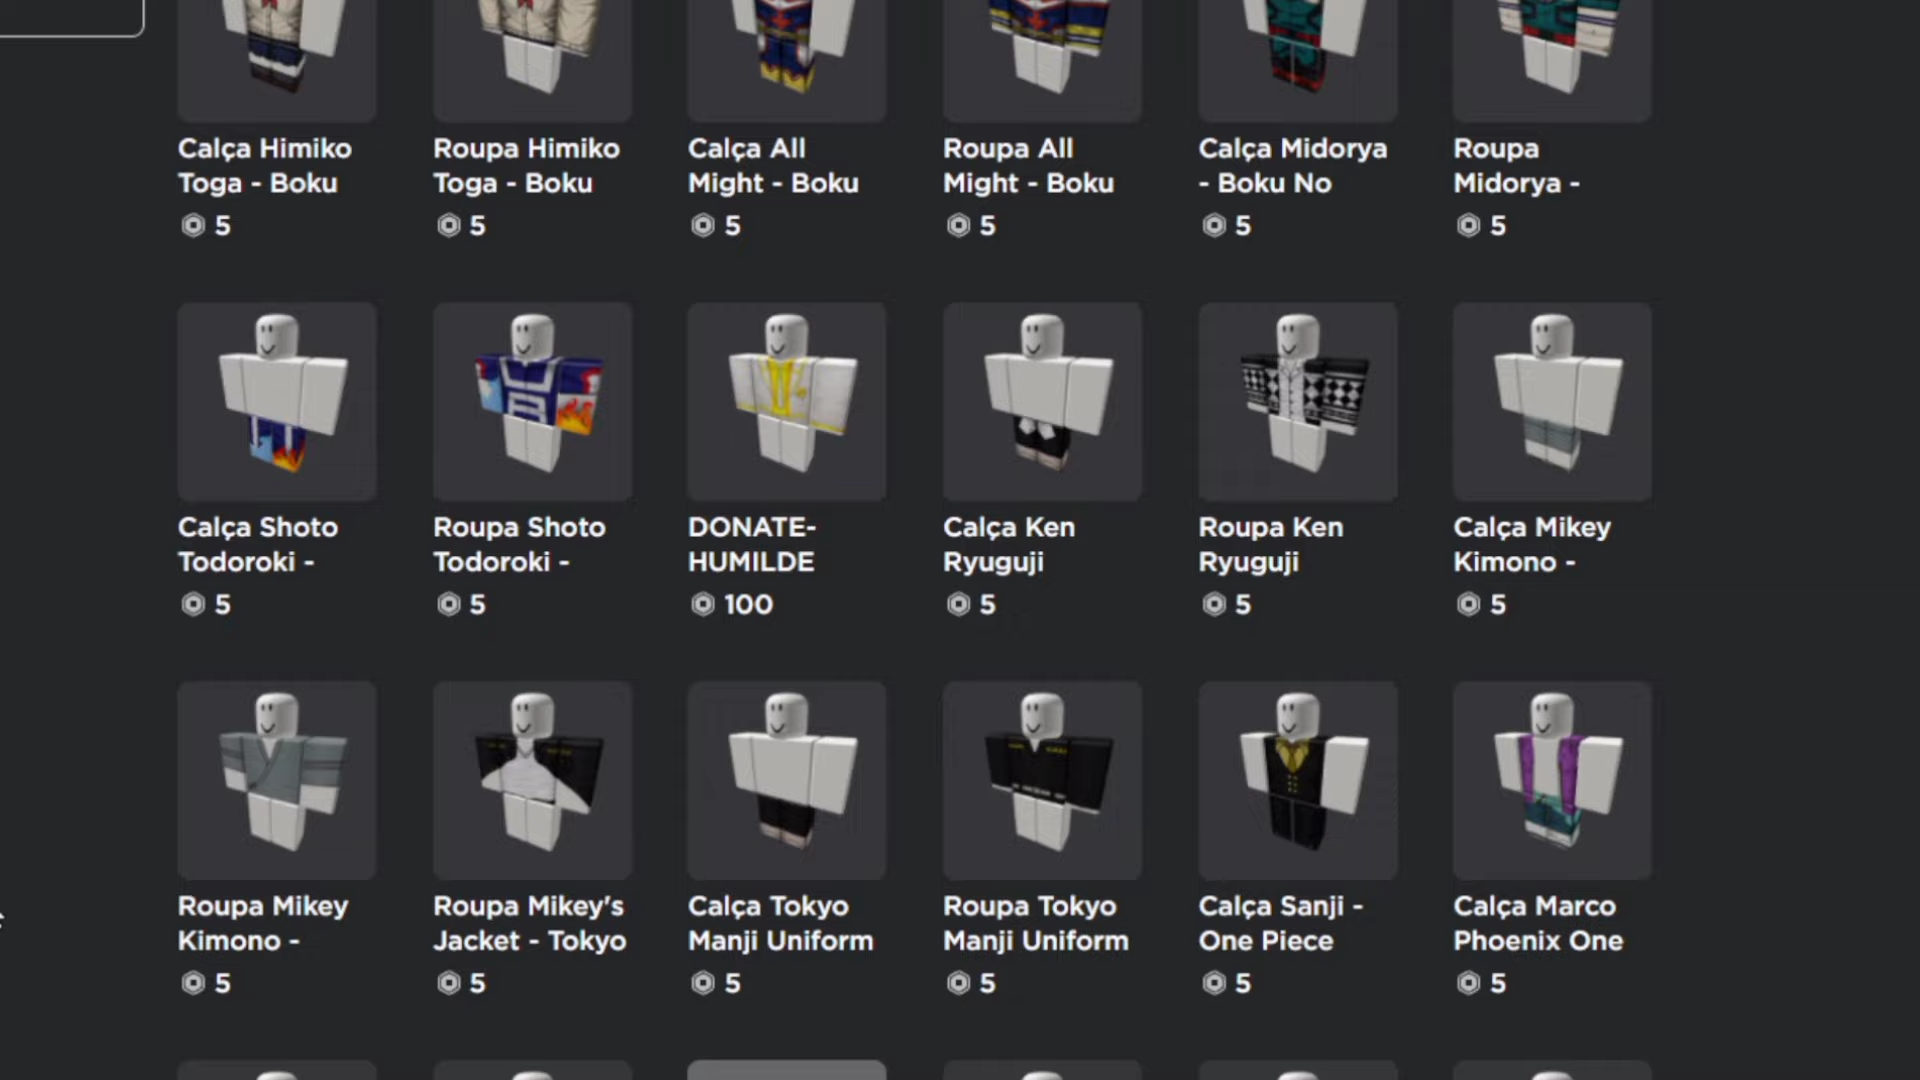 Calça Himiko
Toga - Boku
5
Roupa Himiko
Toga - Boku
5
Calça All
Might - Boku
5
Roupa All
Might - Boku
5
Calça Midorya
- Boku No
5
Roupa
Midorya -
5
Calça Shoto
Todoroki -
5
Roupa Shoto
Todoroki -
5
DONATE-
HUMILDE
100
Calça Ken
Ryuguji
5
Roupa Ken
Ryuguji
5
Calça Mikey
Kimono -
5
Roupa Mikey
Kimono -
5
Roupa Mikey's
Jacket - Tokyo
5
Calça Tokyo
Manji Uniform
5
Roupa Tokyo
Manji Uniform
5
Calça Sanji -
One Piece
5
Calça Marco
Phoenix One
5